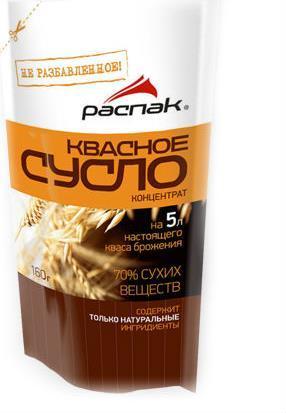 НЕ РАЗБАВЛЕННОЕ!
распак®
КВАСНОЕ
СУСЛО
КОНЦЕНТРАТ
на 5л
настоящего
кваса брожения
160г
70% СУХИХ
ВЕЩЕСТВ
СОДЕРЖИТ
ТОЛЬКО НАТУРАЛЬНЫЕ
ИНГРИДИЕНТЫ